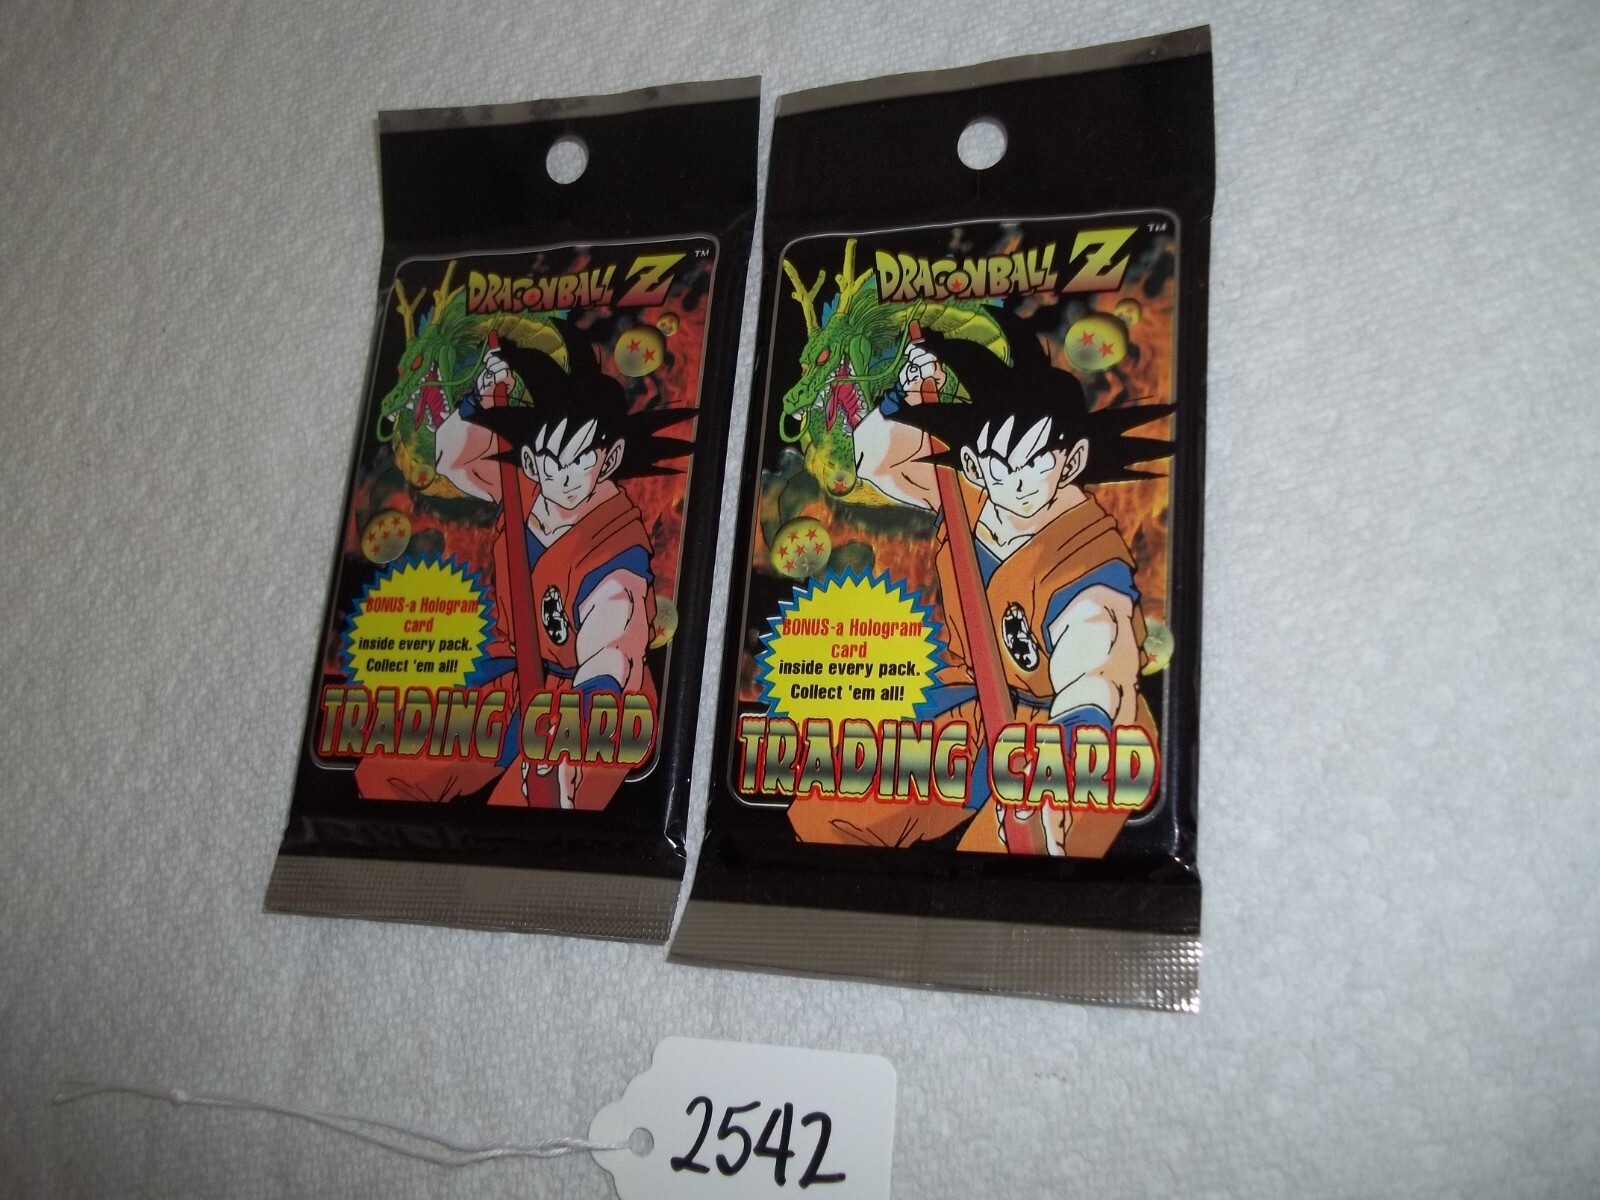 DRAGONBALL Z TM
BONUS-a Hologram
card
inside every pack.
Collect 'em all!
TRADING CARD
DRAGONBALL Z TM
BONUS-a Hologram
card
inside every pack.
Collect 'em all!
TRADING CARD
2542